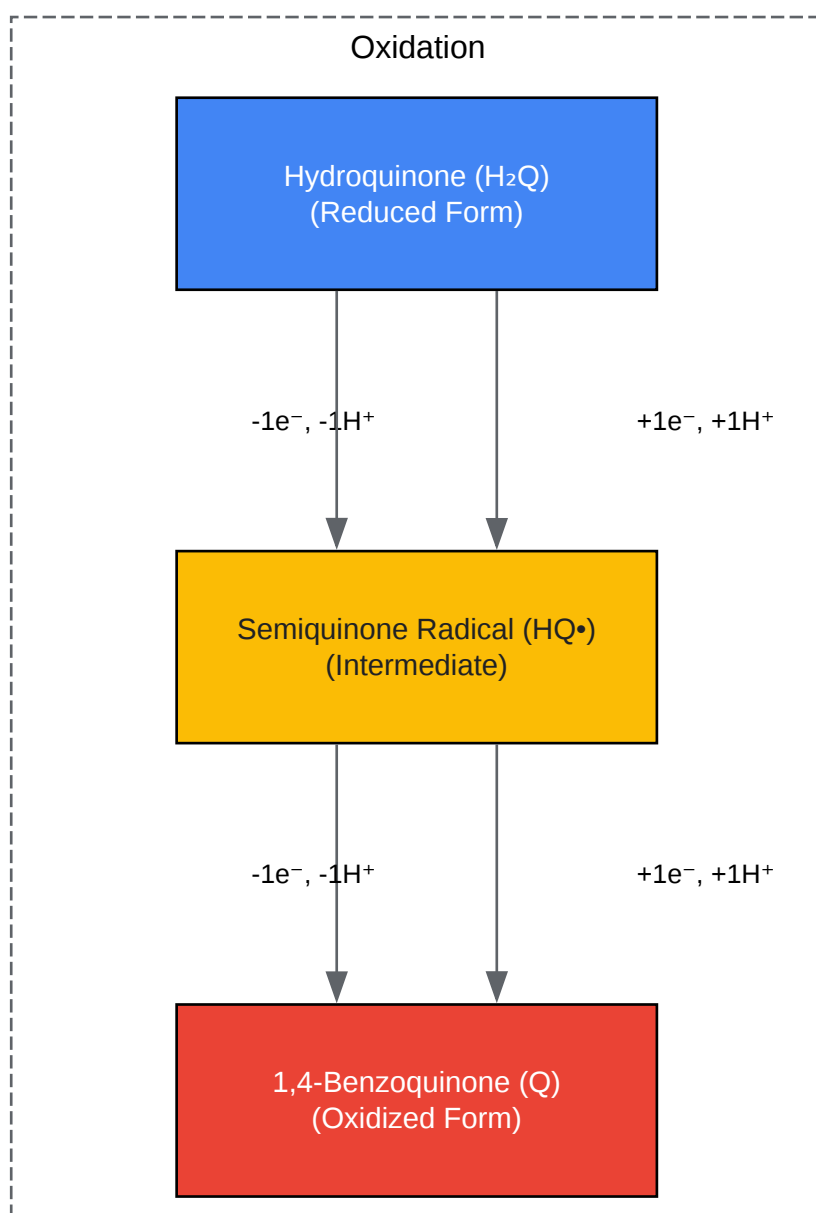 Oxidation
Hydroquinone (H₂Q)
(Reduced Form)
-1e⁻, -1H⁺
+1e⁻, +1H⁺
Semiquinone Radical (HQ•)
(Intermediate)
-1e⁻, -1H⁺
+1e⁻, +1H⁺
1,4-Benzoquinone (Q)
(Oxidized Form)